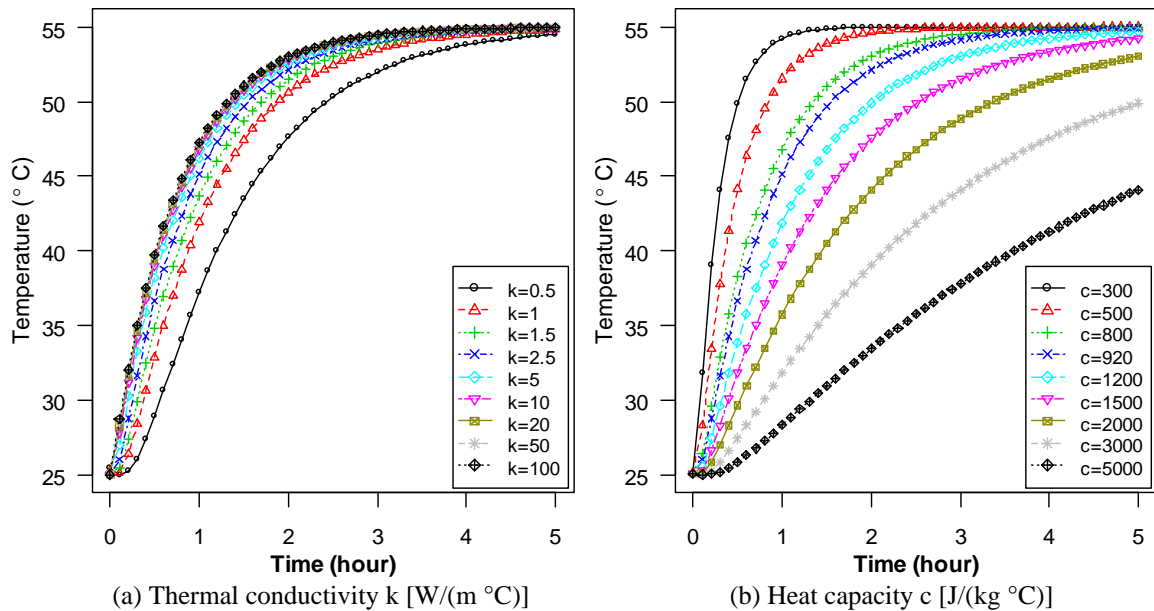 Temperature (° C)
55
50
45
40
35
30
25
k=0.5
k=1
k=1.5
k=2.5
k=5
k=10
k=20
k=50
k=100
0 1 2 3 4 5
Time (hour)
(a) Thermal conductivity k [W/(m °C)]
Temperature (° C)
55
50
45
40
35
30
25
c=300
c=500
c=800
c=920
c=1200
c=1500
c=2000
c=3000
c=5000
0 1 2 3 4 5
Time (hour)
(b) Heat capacity c [J/(kg °C)]